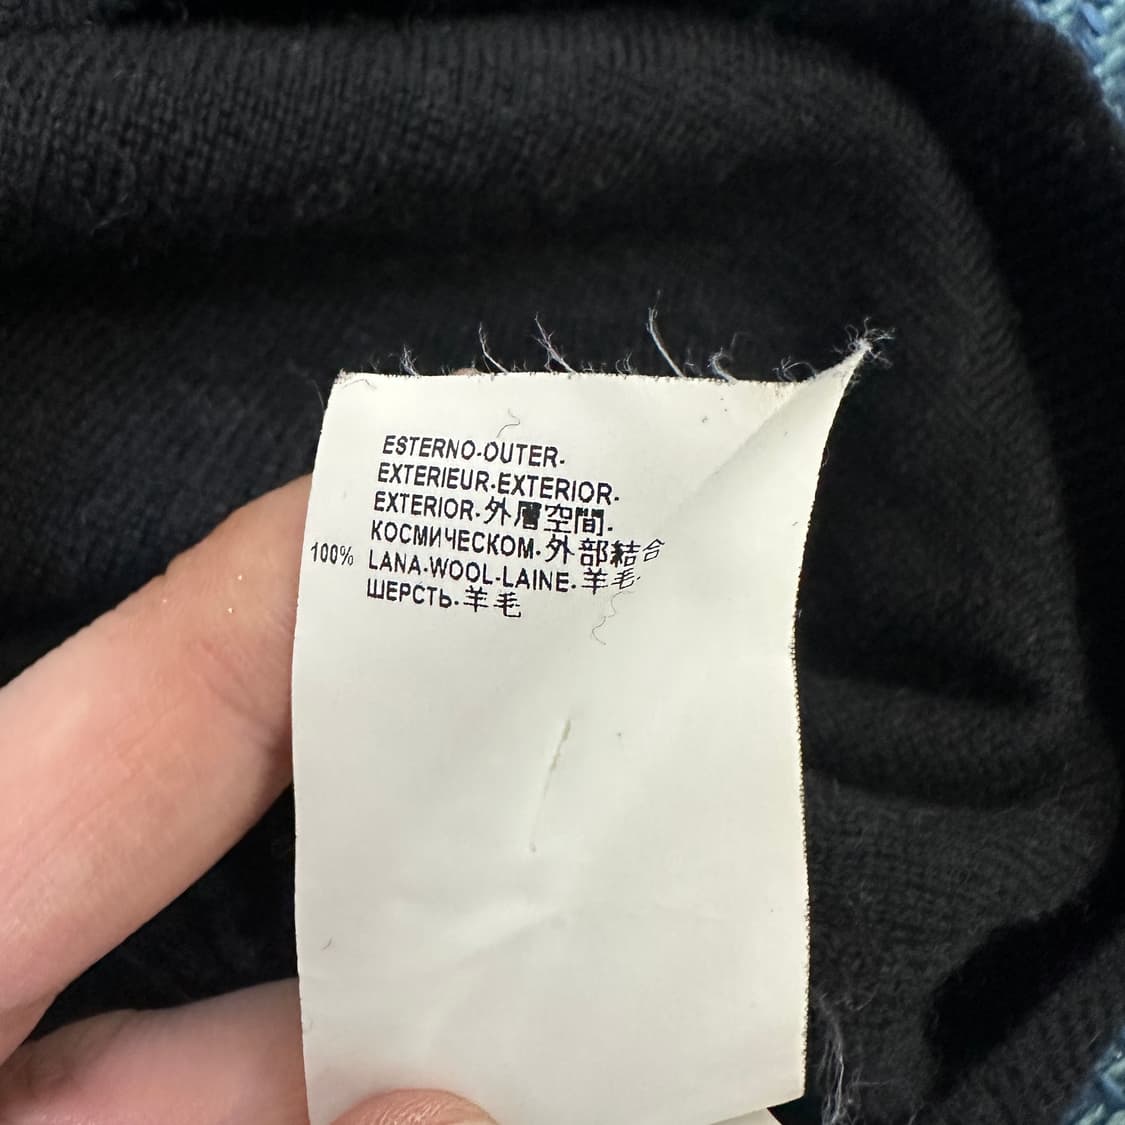 ESTERNO-OUTER-
EXTERIEUR-EXTERIOR-
EXTERIOR-外層空間-
КОСМИЧЕСКОМ-外部結合
100% LANA-WOOL-LAINE-羊毛-
ШЕРСТЬ-羊毛